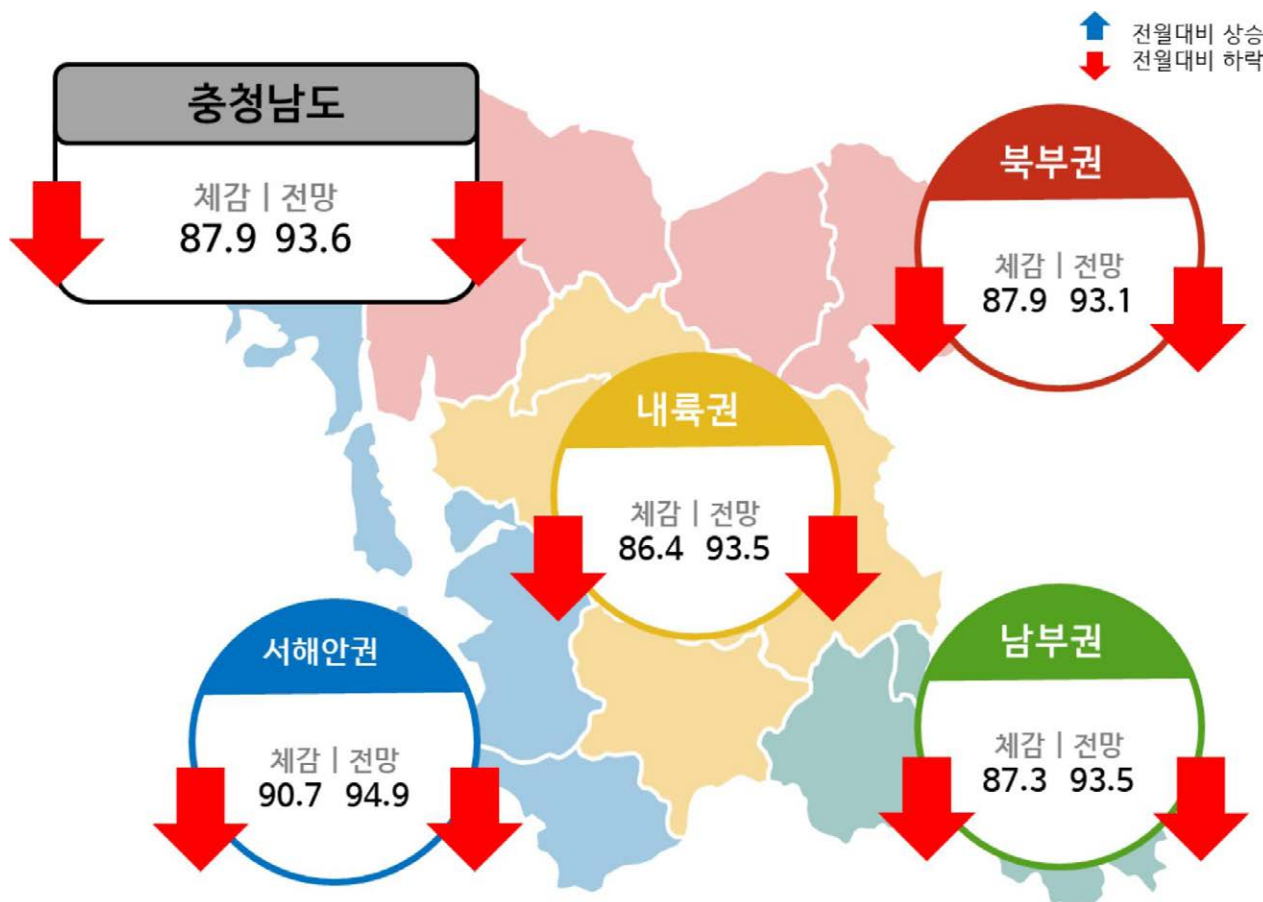 전월대비 상승
전월대비 하락
충청남도
체감 | 전망
87.9 93.6
북부권
체감 | 전망
87.9 93.1
내륙권
체감 | 전망
86.4 93.5
서해안권
체감 | 전망
90.7 94.9
남부권
체감 | 전망
87.3 93.5